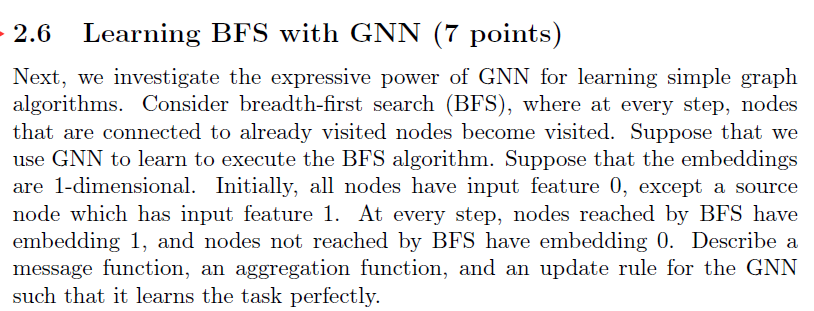 2.6 Learning BFS with GNN (7 points)
Next, we investigate the expressive power of GNN for learning simple graph
algorithms. Consider breadth-first search (BFS), where at every step, nodes
that are connected to already visited nodes become visited. Suppose that we
use GNN to learn to execute the BFS algorithm. Suppose that the embeddings
are 1-dimensional. Initially, all nodes have input feature 0, except a source
node which has input feature 1. At every step, nodes reached by BFS have
embedding 1, and nodes not reached by BFS have embedding 0. Describe a
message function, an aggregation function, and an update rule for the GNN
such that it learns the task perfectly.